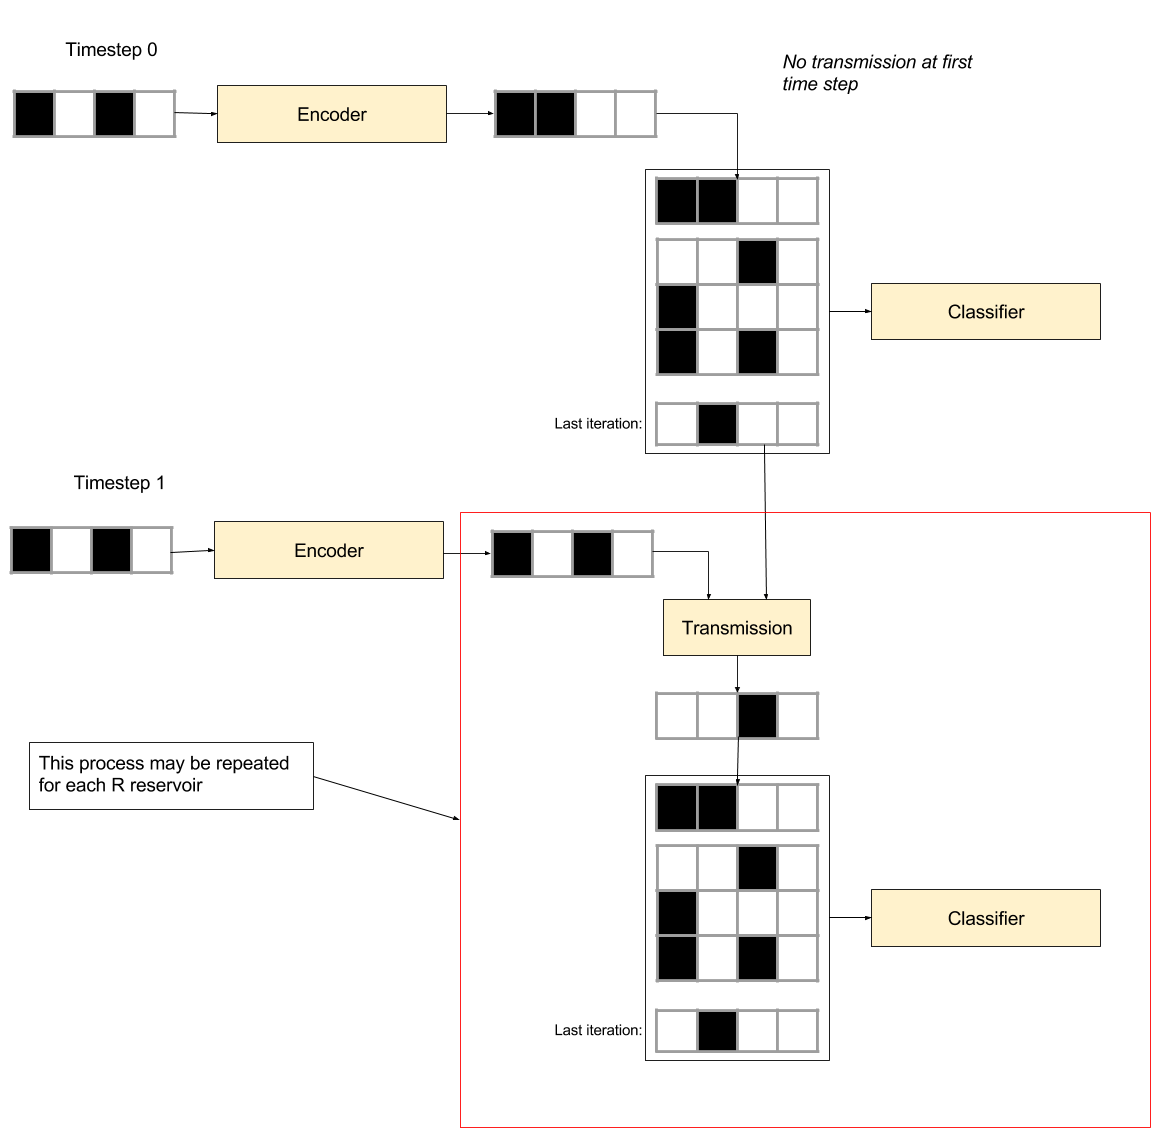 Timestep 0
No transmission at first
time step
Encoder
Classifier
Last iteration:
Timestep 1
Encoder
Transmission
This process may be repeated
for each R reservoir
Classifier
Last iteration: